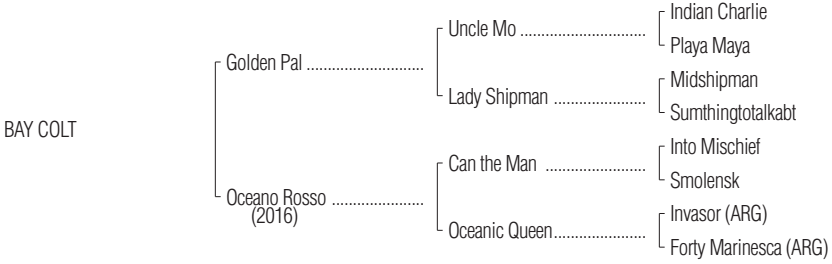 Indian Charlie
Uncle Mo ..............................
Playa Maya
Golden Pal ............................
Midshipman
Lady Shipman ......................
Sumthingtotalkabt
BAY COLT
Into Mischief
Can the Man ........................
Smolensk
Oceano Rosso ......................
(2016)
Invasor (ARG)
Oceanic Queen......................
Forty Marinesca (ARG)